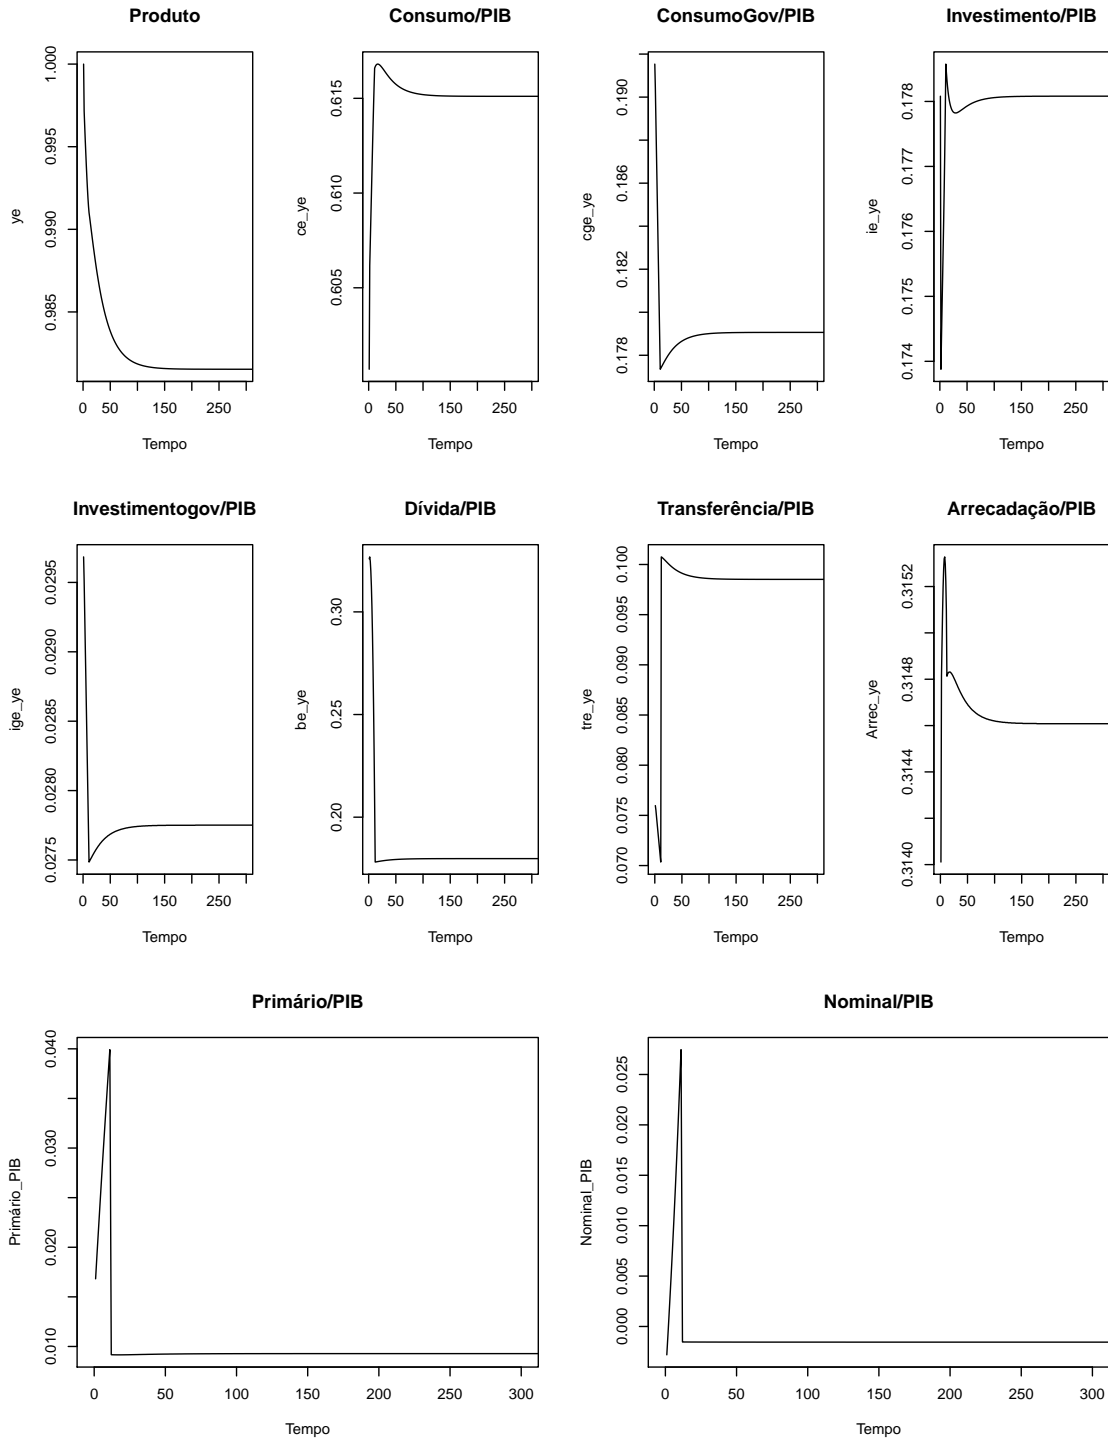 Produto
1.000
0.995
0.990
0.985
ye
0 50 150 250
Tempo
Consumo/PIB
0.615
0.610
0.605
ce_ye
0 50 150 250
Tempo
ConsumoGov/PIB
0.190
0.186
0.182
0.178
cge_ye
0 50 150 250
Tempo
Investimento/PIB
0.178
0.177
0.176
0.175
0.174
ie_ye
0 50 150 250
Tempo
Investimentogov/PIB
0.0295
0.0290
0.0285
0.0280
0.0275
ige_ye
0 50 150 250
Tempo
Dívida/PIB
0.30
0.25
0.20
be_ye
0 50 150 250
Tempo
Transferência/PIB
0.100
0.095
0.090
0.085
0.080
0.075
0.070
tre_ye
0 50 150 250
Tempo
Arrecadação/PIB
0.3152
0.3148
0.3144
0.3140
Arrec_ye
0 50 150 250
Tempo
Primário/PIB
0.040
0.030
0.020
0.010
Primário_PIB
0 50 100 150 200 250 300
Tempo
Nominal/PIB
0.025
0.020
0.015
0.010
0.005
0.000
Nominal_PIB
0 50 100 150 200 250 300
Tempo